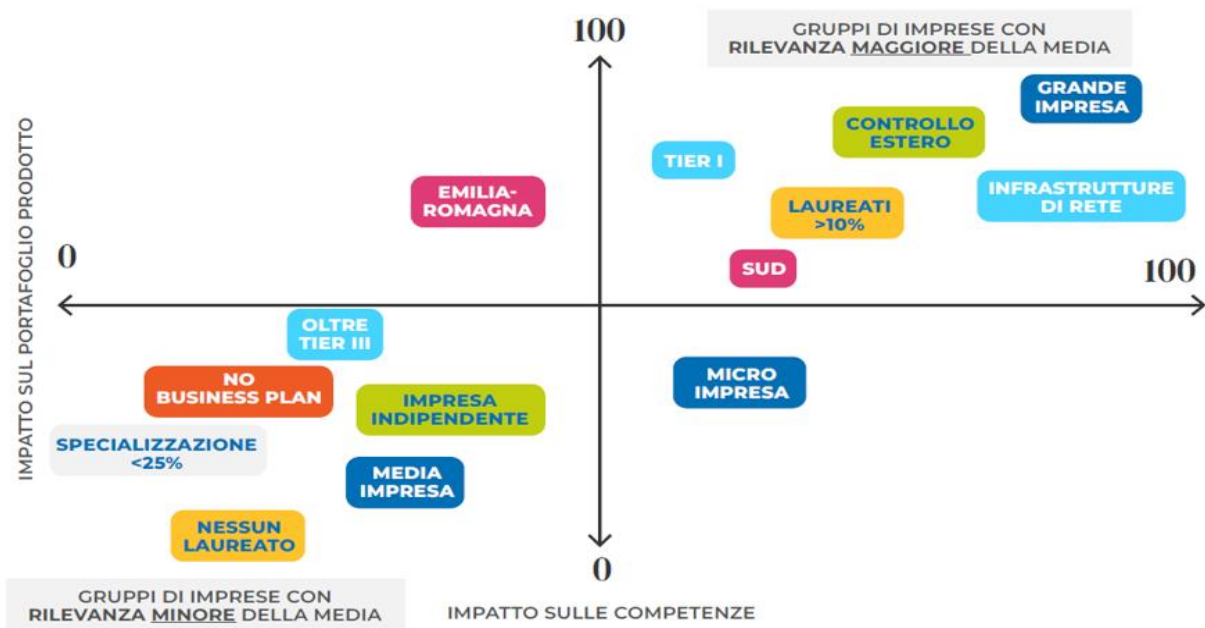 100
GRUPPI DI IMPRESE CON
RILEVANZA MAGGIORE DELLA MEDIA
GRANDE
IMPRESA
CONTROLLO
ESTERO
TIER I
EMILIA-
ROMAGNA
INFRASTRUTTURE
DI RETE
LAUREATI
>10%
SUD
0
100
IMPATTO SUL PORTAFOGLIO PRODOTTO
OLTRE
TIER III
NO
BUSINESS PLAN
MICRO
IMPRESA
IMPRESA
INDIPENDENTE
SPECIALIZZAZIONE
<25%
MEDIA
IMPRESA
NESSUN
LAUREATO
0
GRUPPI DI IMPRESE CON
RILEVANZA MINORE DELLA MEDIA
IMPATTO SULLE COMPETENZE